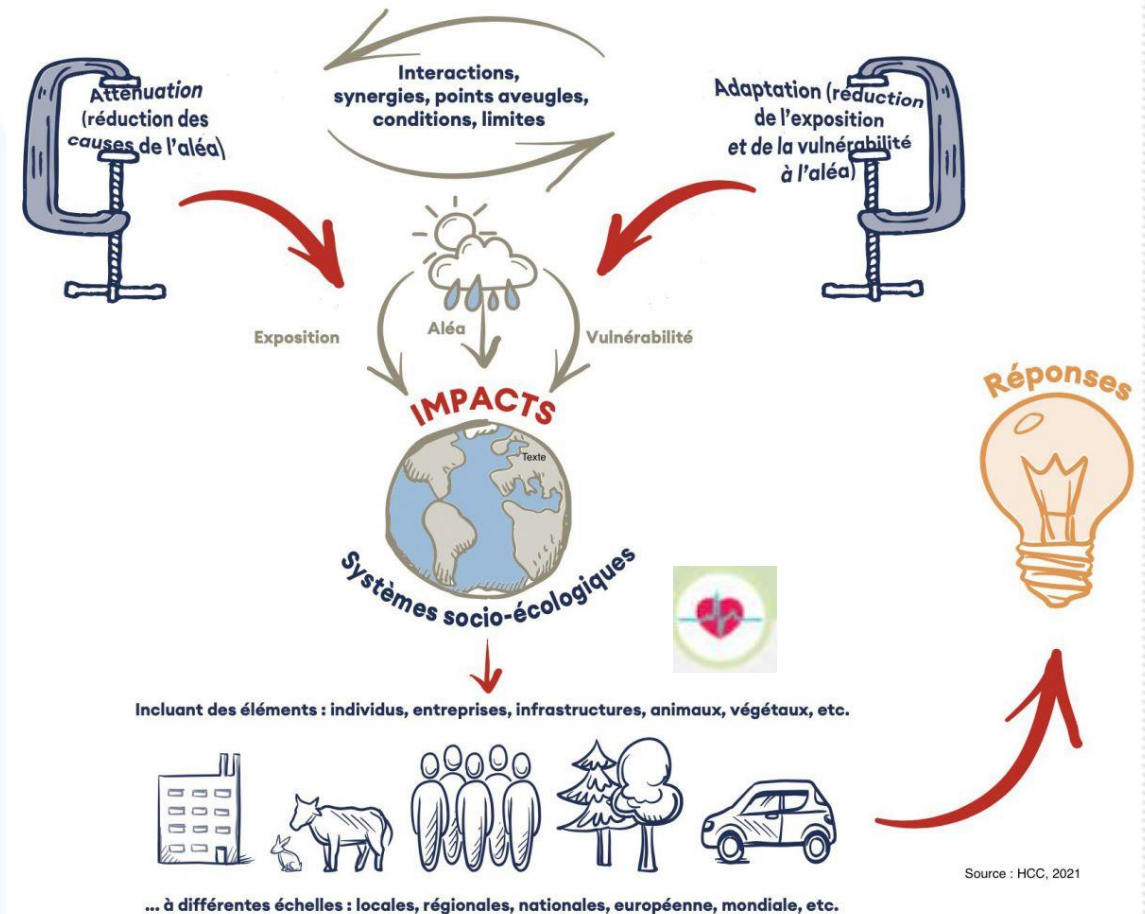 Interactions,
synergies, points aveugles,
conditions, limites
Atténuation
(réduction des
causes de l'aléa)
Adaptation (réduction
de l'exposition
et de la vulnérabilité
à l'aléa)
Exposition
Aléa
Vulnérabilité
IMPACTS
Texte
Systèmes socio-écologiques
Réponses
Incluant des éléments : individus, entreprises, infrastructures, animaux, végétaux, etc.
... à différentes échelles : locales, régionales, nationales, européenne, mondiale, etc.
Source : HCC, 2021